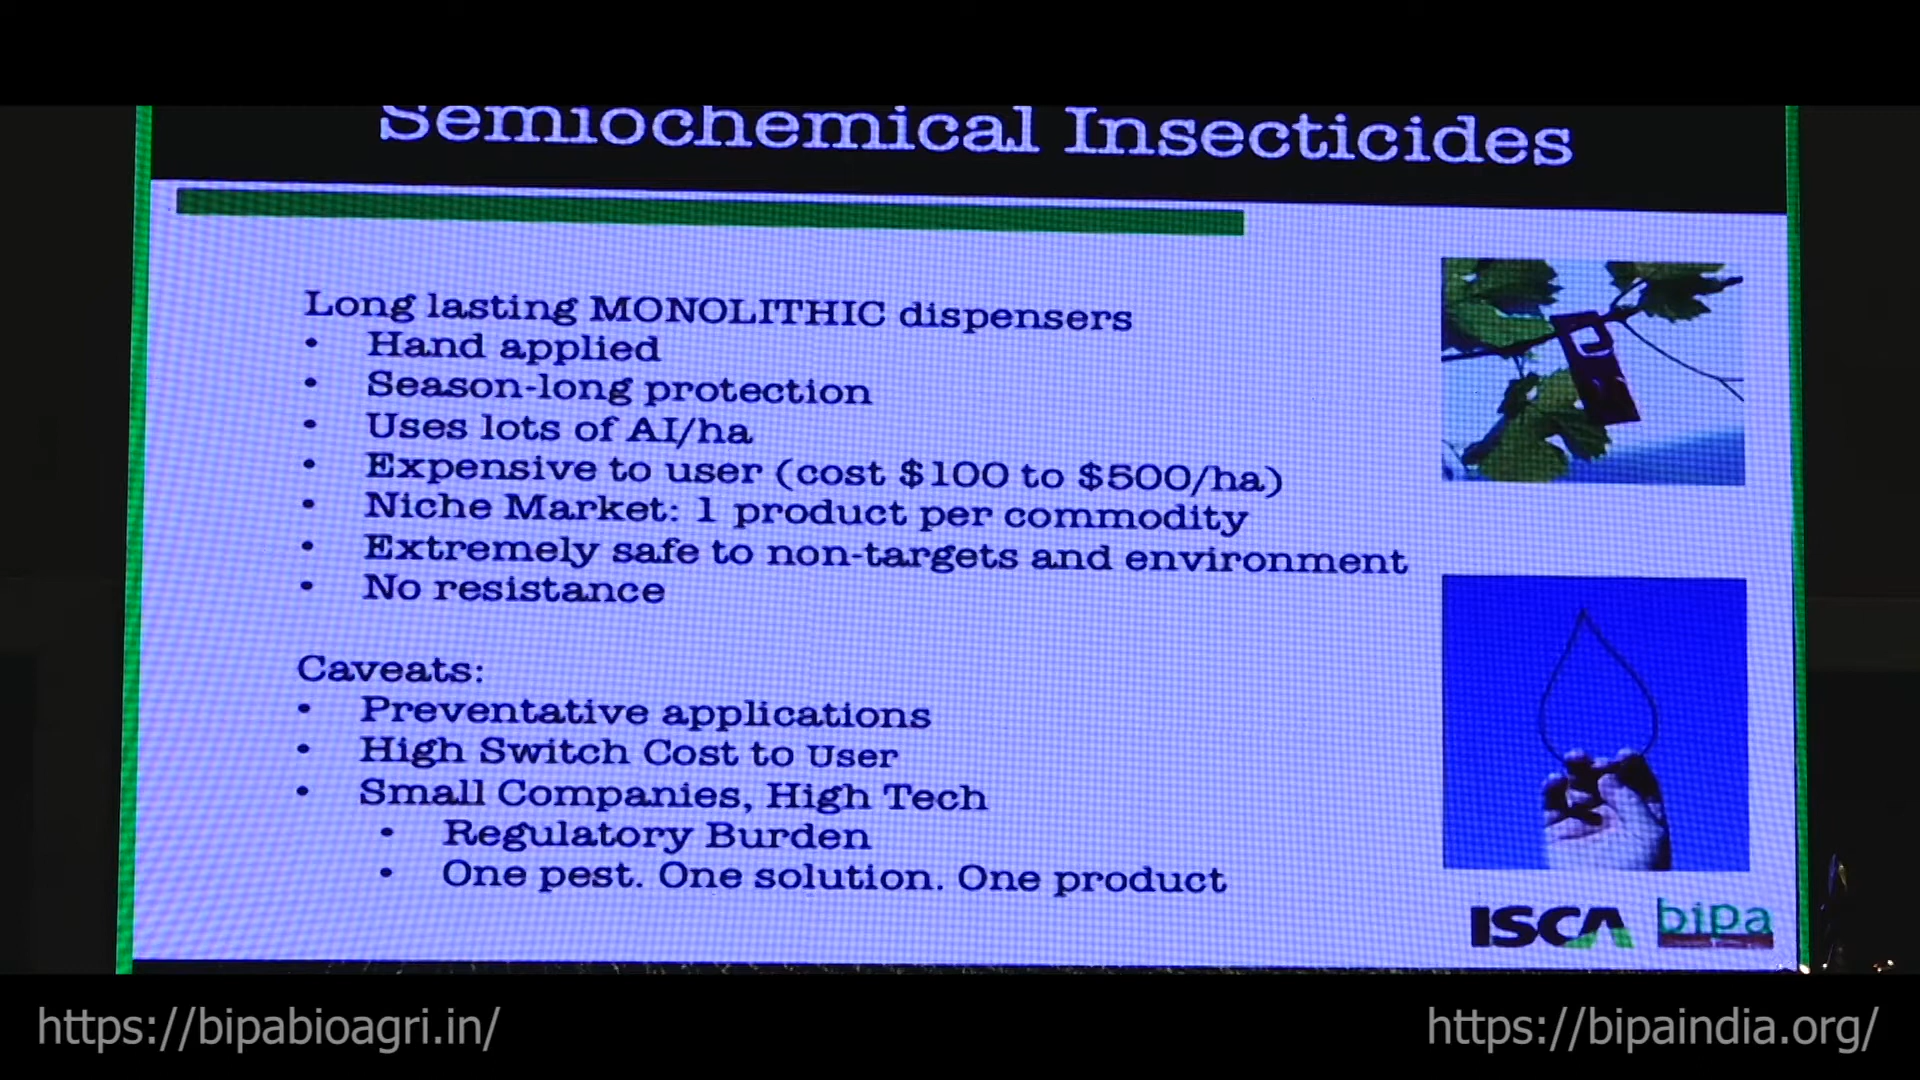 Semiochemical Insecticides
Long lasting MONOLITHIC dispensers
• Hand applied
• Season-long protection
• Uses lots of AI/ha
• Expensive to user (cost $100 to $500/ha)
• Niche Market: 1 product per commodity
• Extremely safe to non-targets and environment
• No resistance
Caveats:
• Preventative applications
• High Switch Cost to User
• Small Companies, High Tech
• Regulatory Burden
• One pest. One solution. One product
ISCA bipa
https://bipabioagri.in/
https://bipaindia.org/